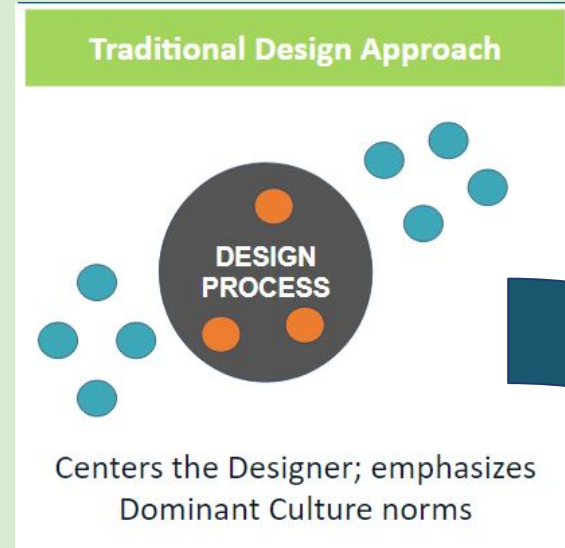 Traditional Design Approach
DESIGN
PROCESS
Centers the Designer; emphasizes
Dominant Culture norms